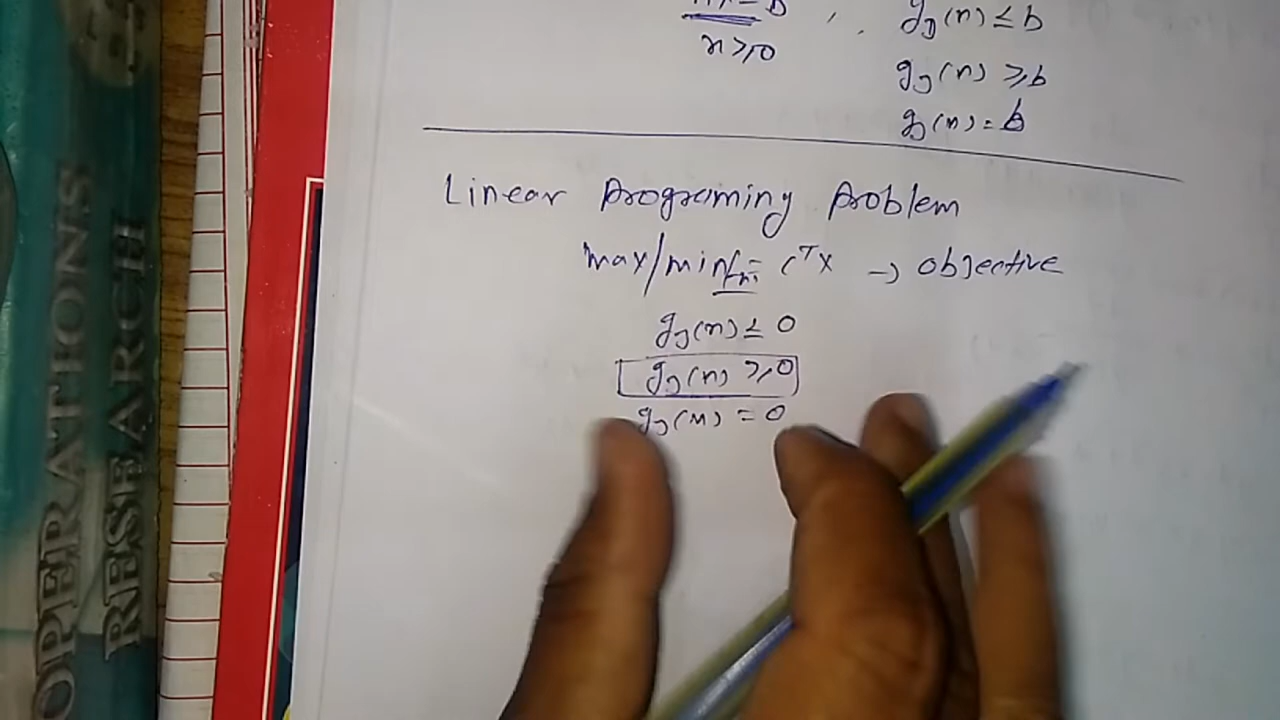 gj(x) ≤ b
x ≥ 0
gj(x) ≥ b
gj(x) = b
Linear Programing Problem
max/min f(x) = cTx → objective
gj(x) ≤ 0
gj(x) ≥ 0
gj(x) = 0
OPERATIONS
RESEARCH